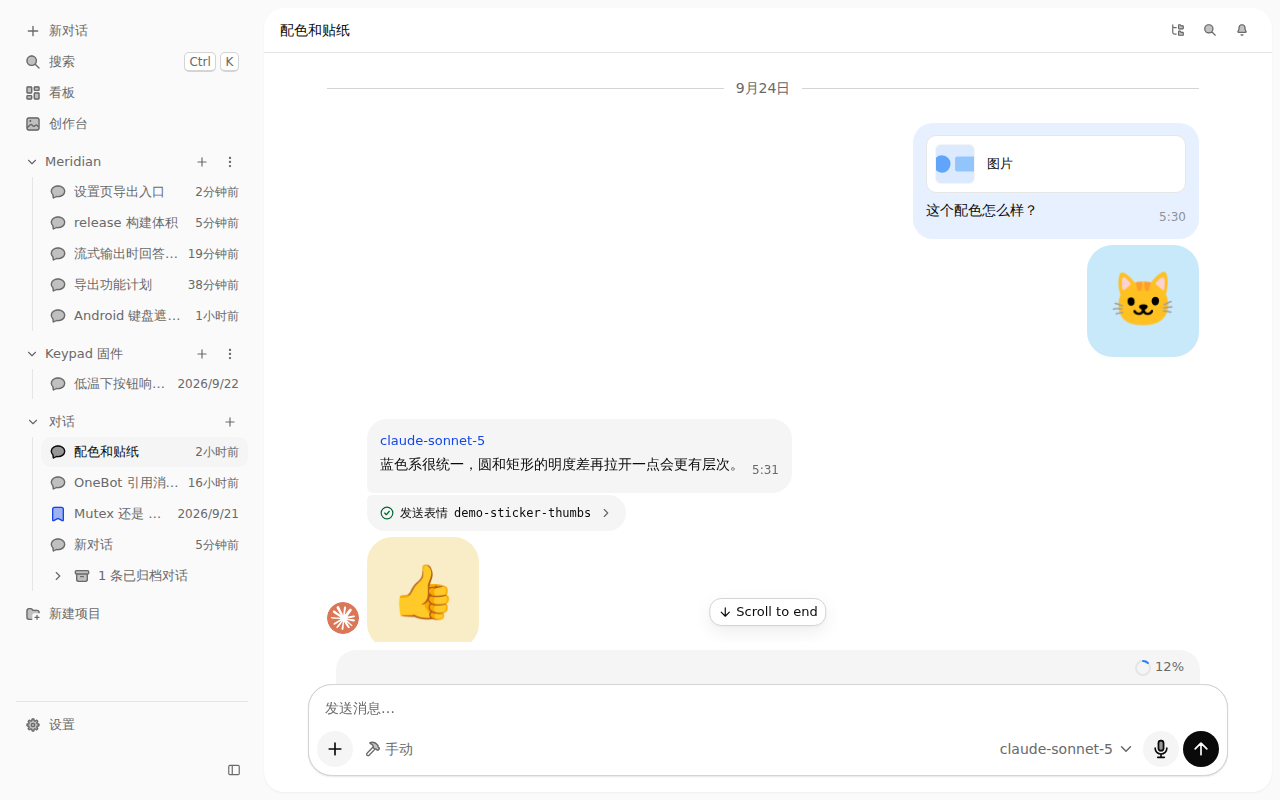 新对话
搜索 Ctrl K
看板
创作台
Meridian
设置页导出入口 2分钟前
release 构建体积 5分钟前
流式输出时回答… 19分钟前
导出功能计划 38分钟前
Android 键盘遮… 1小时前
Keypad 固件
低温下按钮响… 2026/9/22
对话
配色和贴纸 2小时前
OneBot 引用消… 16小时前
Mutex 还是 … 2026/9/21
新对话 5分钟前
1 条已归档对话
新建项目
设置
配色和贴纸
9月24日
图片
这个配色怎么样？ 5:30
claude-sonnet-5
蓝色系很统一，圆和矩形的明度差再拉开一点会更有层次。 5:31
发送表情 demo-sticker-thumbs
Scroll to end
12%
发送消息…
手动
claude-sonnet-5